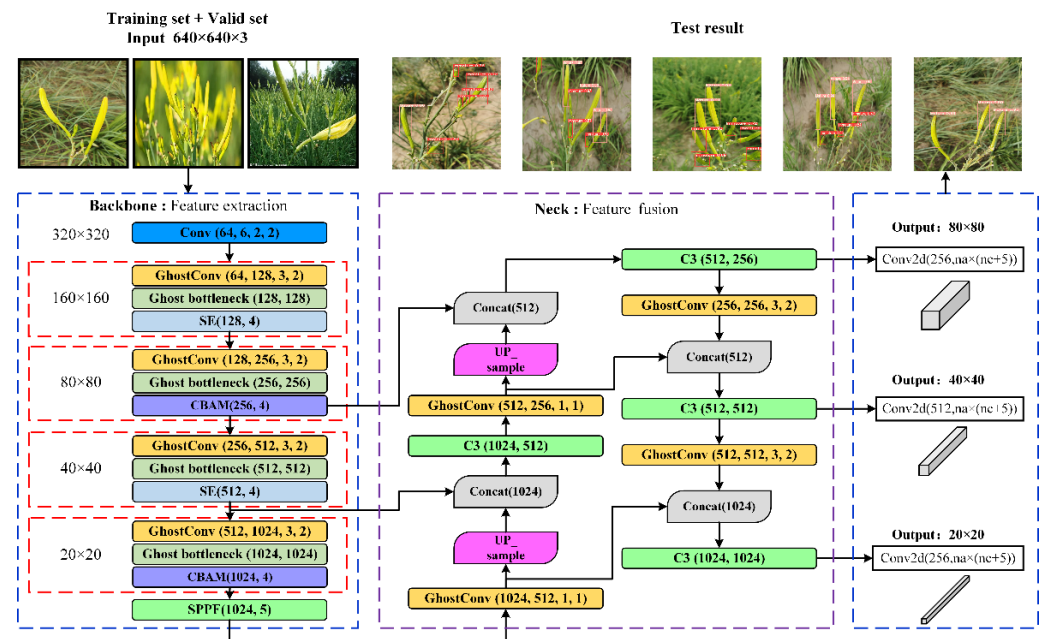 Training set + Valid set
Input 640×640×3
Test result
Backbone : Feature extraction
320×320
Conv (64, 6, 2, 2)
160×160
GhostConv (64, 128, 3, 2)
Ghost bottleneck (128, 128)
SE(128, 4)
80×80
GhostConv (128, 256, 3, 2)
Ghost bottleneck (256, 256)
CBAM(256, 4)
40×40
GhostConv (256, 512, 3, 2)
Ghost bottleneck (512, 512)
SE(512, 4)
20×20
GhostConv (512, 1024, 3, 2)
Ghost bottleneck (1024, 1024)
CBAM(1024, 4)
SPPF(1024, 5)
Neck : Feature fusion
Concat(512)
UP_
sample
GhostConv (512, 256, 1, 1)
C3 (1024, 512)
Concat(1024)
UP_
sample
GhostConv (1024, 512, 1, 1)
C3 (512, 256)
GhostConv (256, 256, 3, 2)
Concat(512)
C3 (512, 512)
GhostConv (512, 512, 3, 2)
Concat(1024)
C3 (1024, 1024)
Output：80×80
Conv2d(256,na×(nc+5))
Output：40×40
Conv2d(512,na×(nc+5))
Output：20×20
Conv2d(256,na×(nc+5))